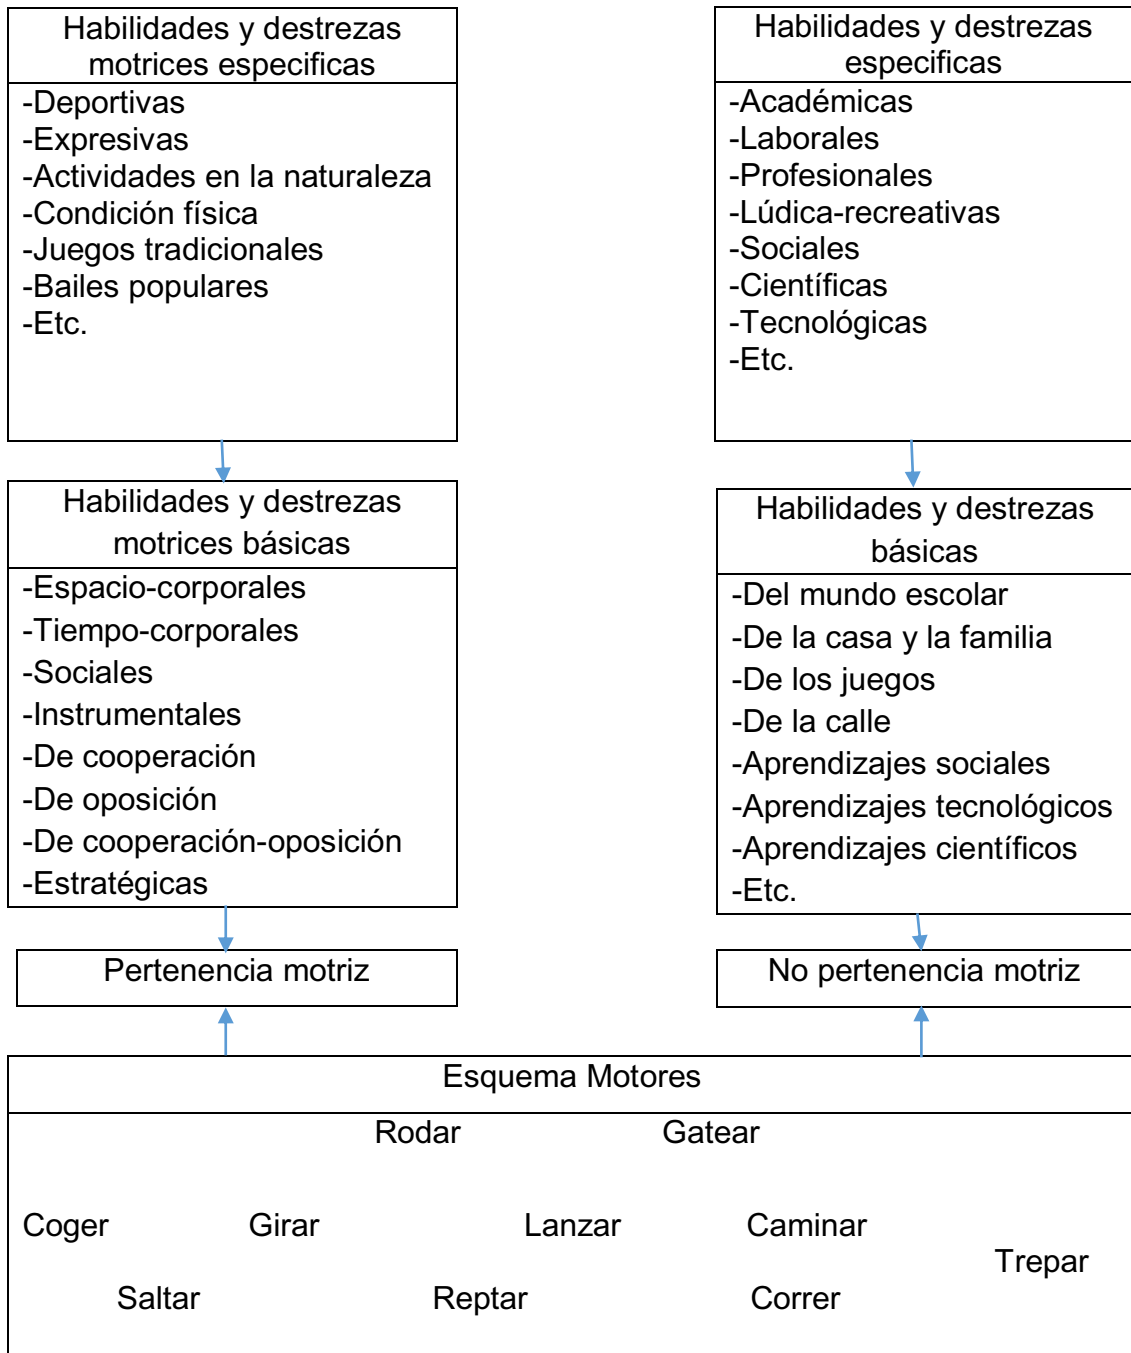 Habilidades y destrezas
motrices especificas
-Deportivas
-Expresivas
-Actividades en la naturaleza
-Condición física
-Juegos tradicionales
-Bailes populares
-Etc.
Habilidades y destrezas
especificas
-Académicas
-Laborales
-Profesionales
-Lúdica-recreativas
-Sociales
-Científicas
-Tecnológicas
-Etc.
Habilidades y destrezas
motrices básicas
-Espacio-corporales
-Tiempo-corporales
-Sociales
-Instrumentales
-De cooperación
-De oposición
-De cooperación-oposición
-Estratégicas
Habilidades y destrezas
básicas
-Del mundo escolar
-De la casa y la familia
-De los juegos
-De la calle
-Aprendizajes sociales
-Aprendizajes tecnológicos
-Aprendizajes científicos
-Etc.
Pertenencia motriz
No pertenencia motriz
Esquema Motores
Rodar Gatear
Coger Girar Lanzar Caminar
Trepar
Saltar Reptar Correr